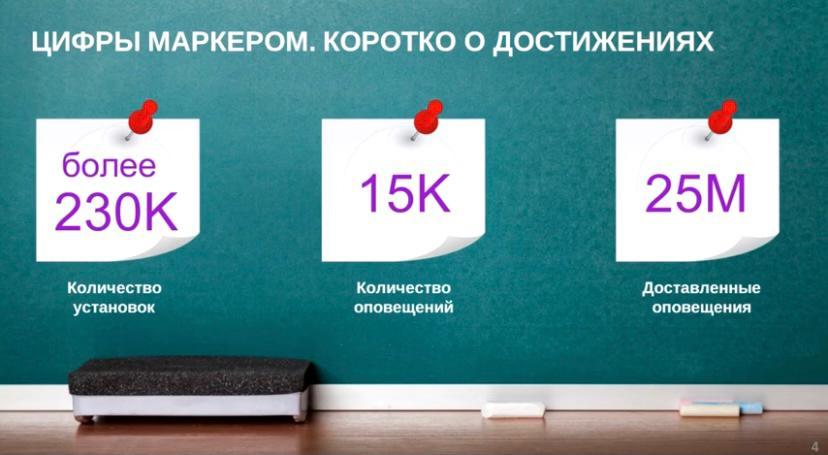 ЦИФРЫ МАРКЕРОМ. КОРОТКО О ДОСТИЖЕНИЯХ
более
230K
Количество
установок
15K
Количество
оповещений
25M
Доставленные
оповещения
4